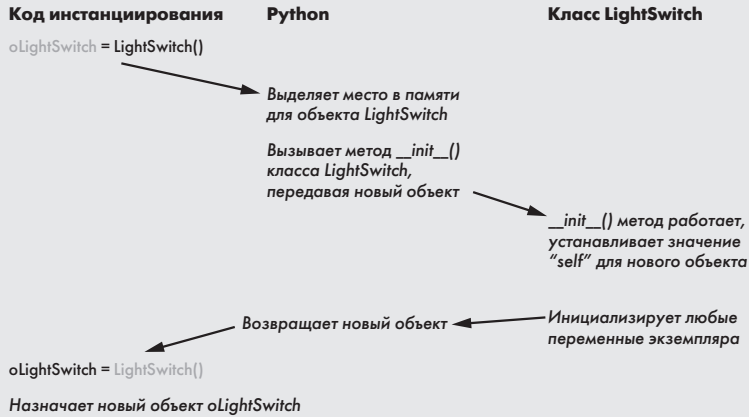 Код инстанциирования
Python
Класс LightSwitch
oLightSwitch = LightSwitch()
Выделяет место в памяти
для объекта LightSwitch
Вызывает метод __init__()
класса LightSwitch,
передавая новый объект
__init__() метод работает,
устанавливает значение
“self” для нового объекта
Инициализирует любые
переменные экземпляра
Возвращает новый объект
oLightSwitch = LightSwitch()
Назначает новый объект oLightSwitch